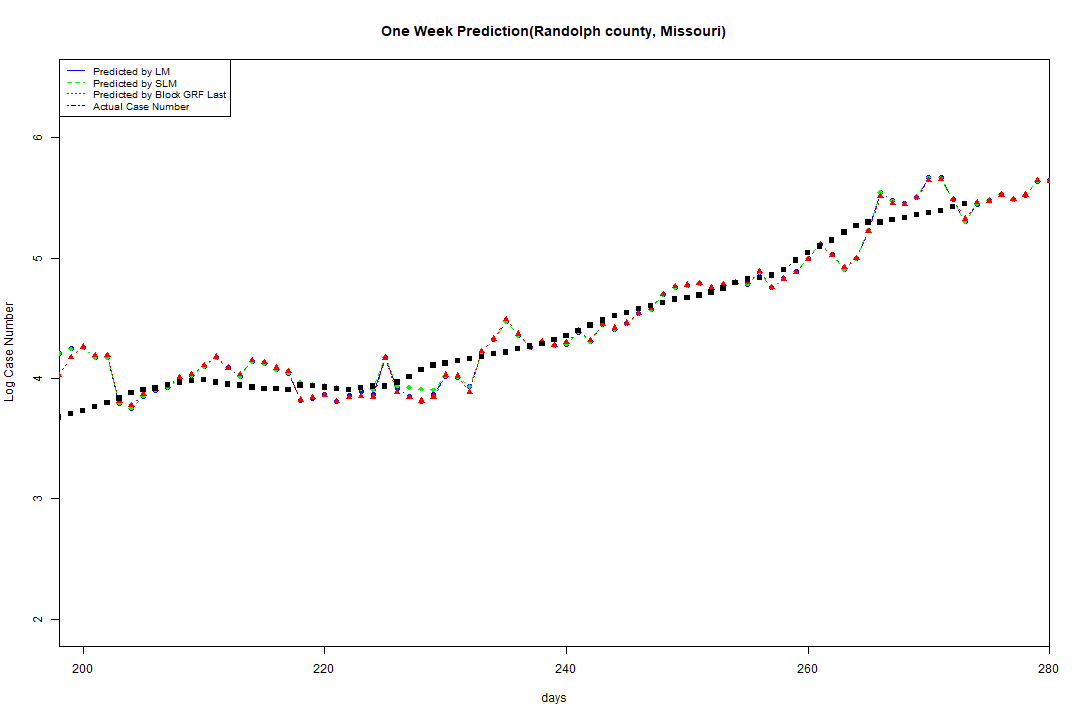 One Week Prediction(Randolph county, Missouri)
Predicted by LM
Predicted by SLM
Predicted by Block GRF Last
Actual Case Number
6
5
4
3
2
Log Case Number
200 220 240 260 280
days